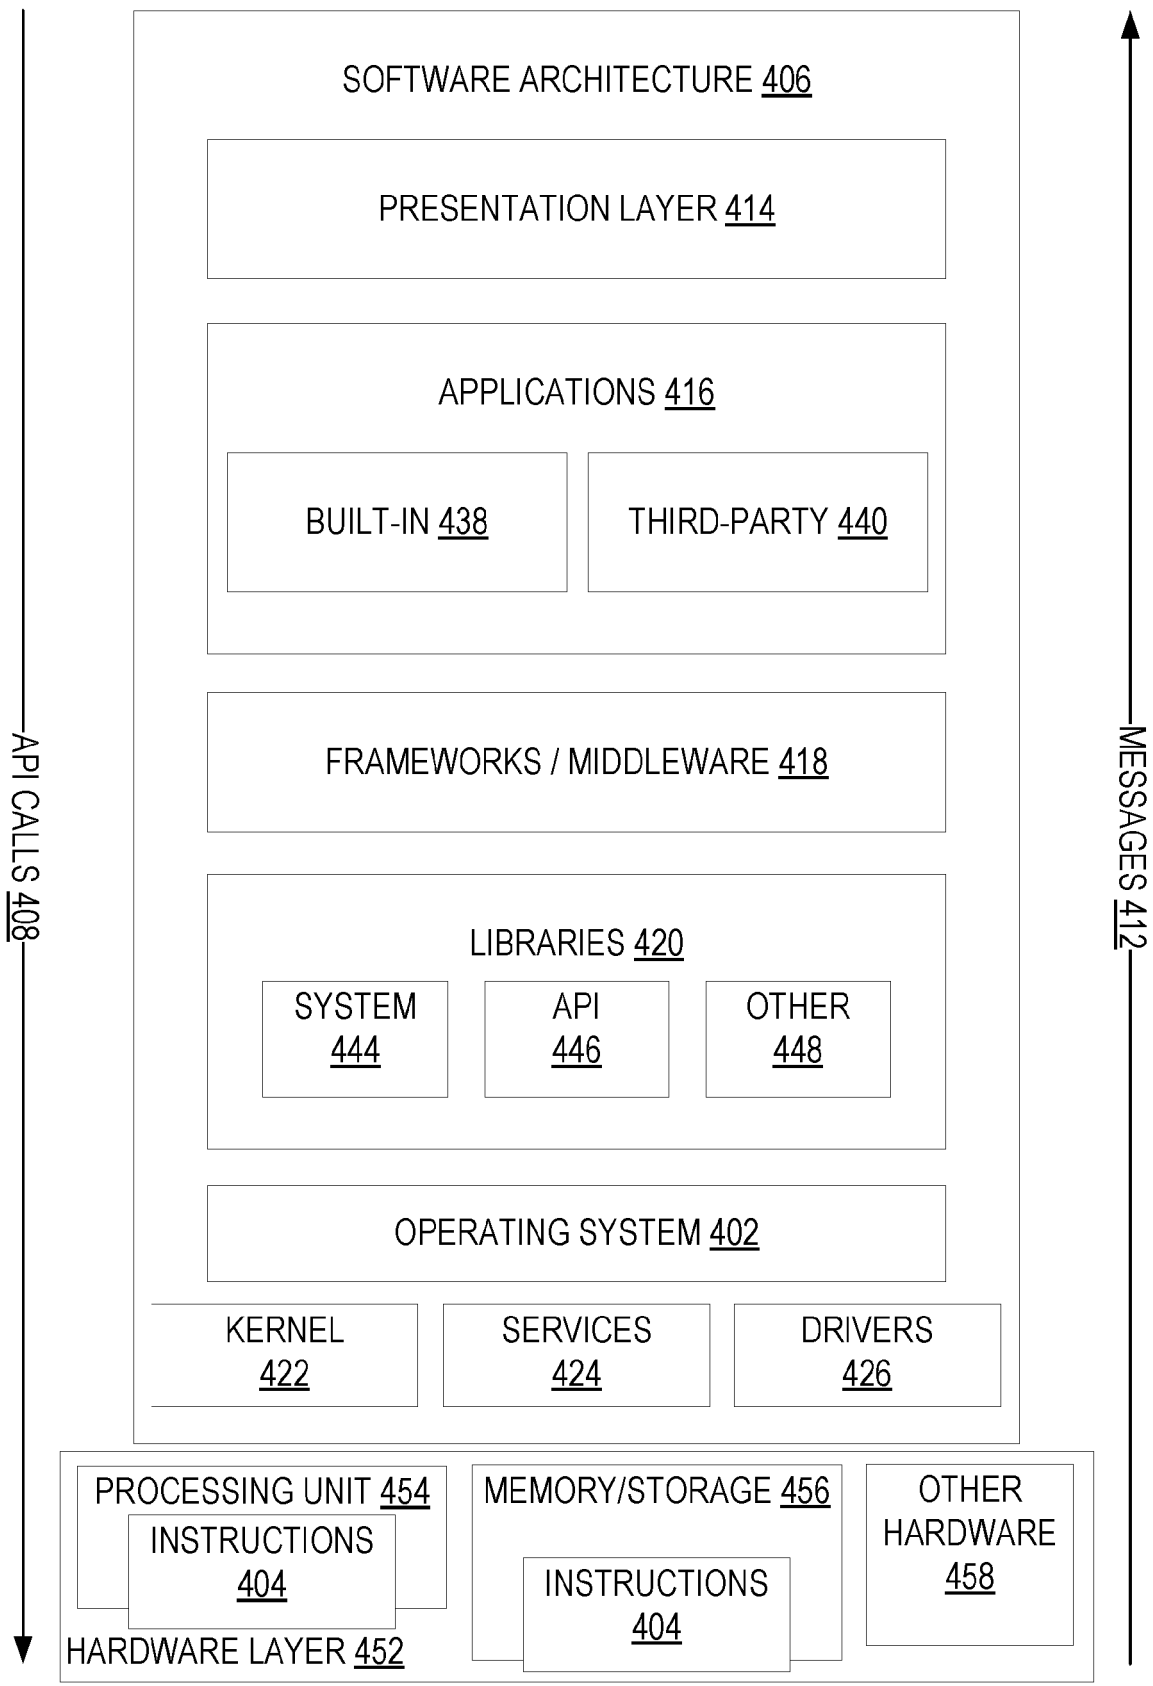 SOFTWARE ARCHITECTURE 406
PRESENTATION LAYER 414
APPLICATIONS 416
BUILT-IN 438
THIRD-PARTY 440
FRAMEWORKS / MIDDLEWARE 418
API CALLS 408
MESSAGES 412
LIBRARIES 420
SYSTEM
444
API
446
OTHER
448
OPERATING SYSTEM 402
KERNEL
422
SERVICES
424
DRIVERS
426
PROCESSING UNIT 454
INSTRUCTIONS
404
MEMORY/STORAGE 456
INSTRUCTIONS
404
OTHER
HARDWARE
458
HARDWARE LAYER 452